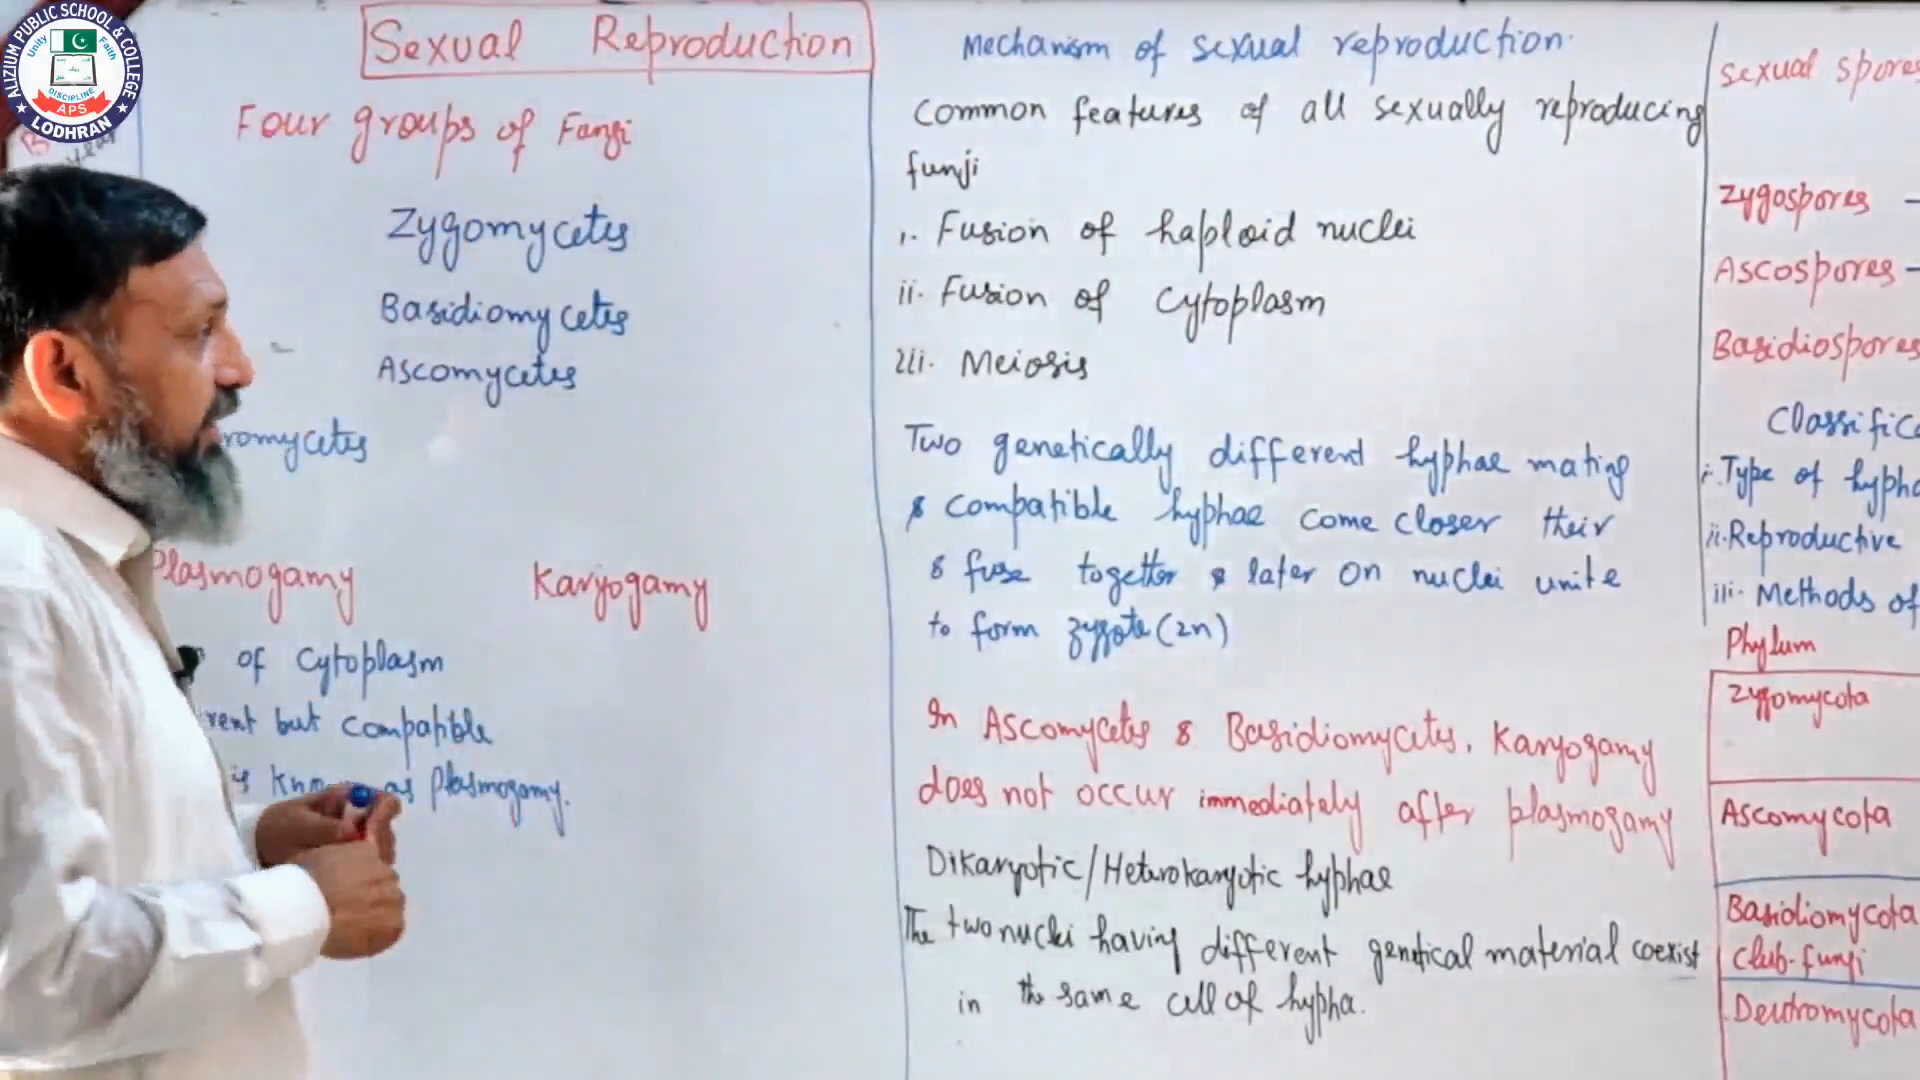 ALIZIUM PUBLIC SCHOOL & COLLEGE
Unity
Faith
DISCIPLINE
APS
LODHRAN
Sexual Reproduction
Four groups of Fungi
Zygomycetes
Basidiomycetes
Ascomycetes
romycetes
Plasmogamy
Karyogamy
of Cytoplasm
rent but compatible
is as plasmogamy.
Mechanism of sexual reproduction.
Common features of all sexually reproducing
funji
i. Fusion of haploid nuclei
ii. Fusion of Cytoplasm
iii. Meiosis
Two genetically different hyphae mating
& compatible hyphae come closer their
& fuse together & later on nuclei unite
to form zygote (2n)
In Ascomycetes & Basidiomycetes, Karyogamy
does not occur immediately after plasmogamy
Dikaryotic/Heterokaryotic hyphae
The two nuclei having different genetical material coexist
in the same cell of hypha.
Sexual spores
Zygospores -
Ascospores -
Basidiospores
Classific
i. Type of hypha
ii. Reproductive
iii. Methods of
Phylum
Zygomycota
Ascomycota
Basidiomycota
Club-funji
Deutromycota